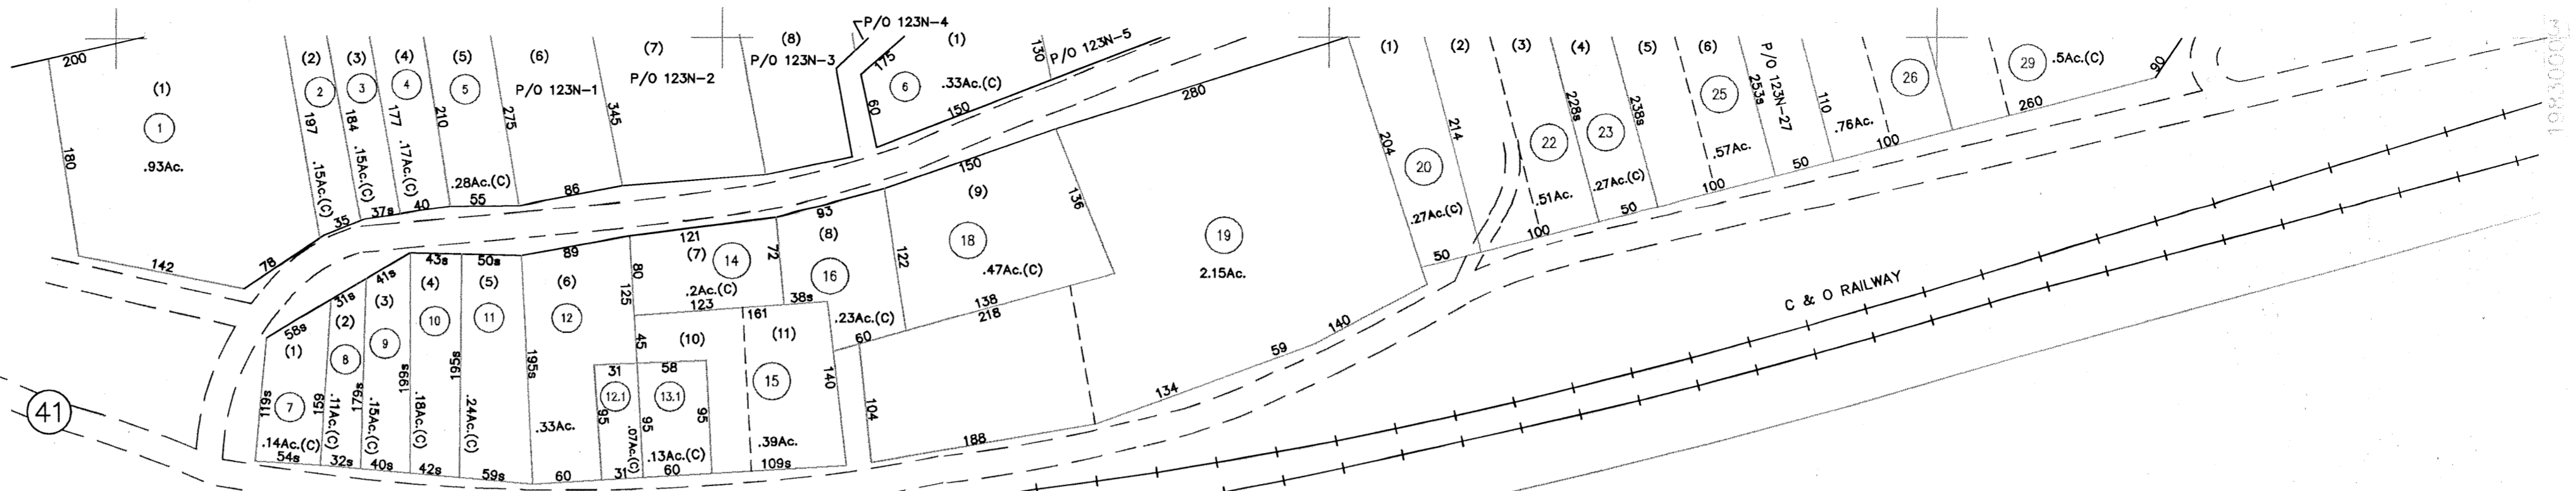 200
(1)
1
.93Ac.
180
142
78
(2)
2
197
.15Ac.(C)
35
(3)
3
184
.15Ac.(C)
37s
(4)
4
177
.17Ac.(C)
40
(5)
5
210
.28Ac.(C)
55
(6)
P/O 123N-1
275
86
(7)
P/O 123N-2
345
(8)
P/O 123N-3
P/O 123N-4
(1)
175
6
.33Ac.(C)
60
150
130
P/O 123N-5
280
(1)
204
20
.27Ac.(C)
50
(2)
214
(3)
22
.51Ac.
100
(4)
228s
23
.27Ac.(C)
50
(5)
238s
(6)
25
.57Ac.
100
253s
P/O 123N-27
50
110
.76Ac.
100
26
29
.5Ac.(C)
260
90
19830003
58s
(1)
119s
7
.14Ac.(C)
54s
31s
(2)
8
159
.11Ac.(C)
32s
41s
(3)
9
179s
.15Ac.(C)
40s
43s
(4)
10
199s
.18Ac.(C)
42s
50s
(5)
11
195s
.24Ac.(C)
59s
89
(6)
12
195s
.33Ac.
60
80
125
45
121
(7)
14
.2Ac.(C)
123
72
93
(8)
16
38s
.23Ac.(C)
60
122
150
(9)
18
.47Ac.(C)
136
138
218
19
2.15Ac.
161
(10)
(11)
15
.39Ac.
109s
140
31
12.1
95
.07Ac.(C)
31
58
13.1
95
95
.13Ac.(C)
60
104
188
134
59
140
C & O RAILWAY
41